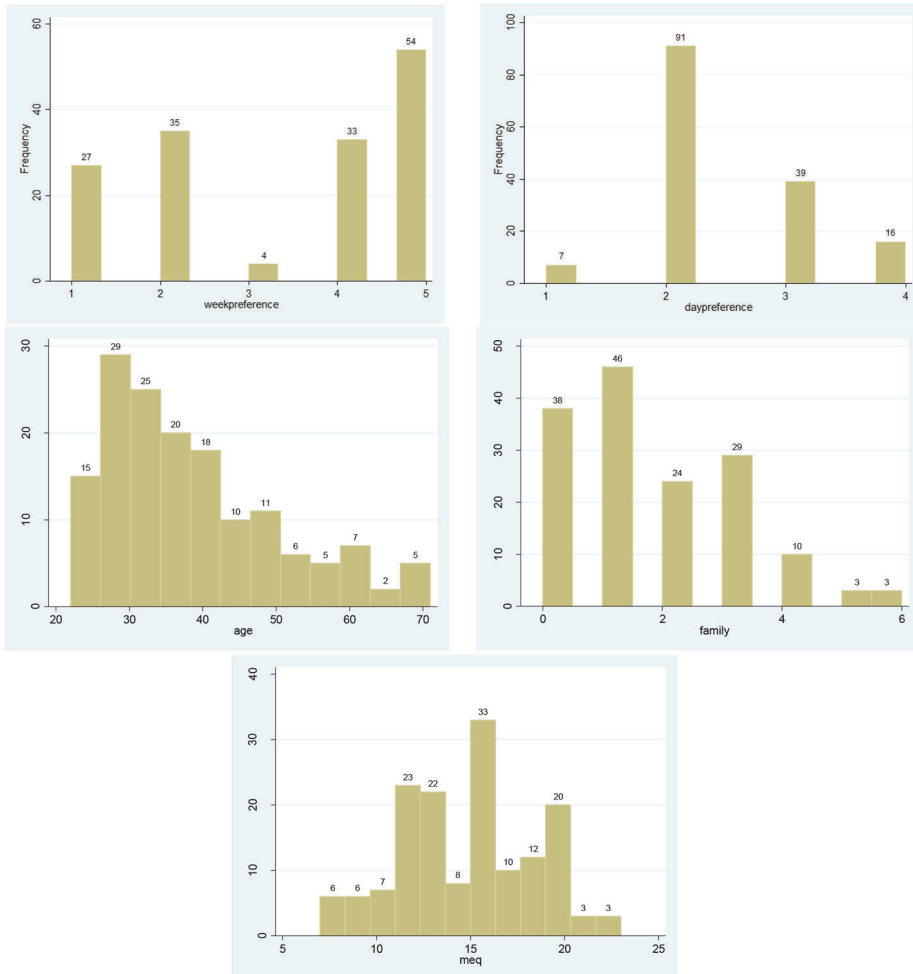 Frequency
0 20 40 60
27
35
4
33
54
1 2 3 4 5
weekpreference
Frequency
0 20 40 60 80 100
7
91
39
16
1 2 3 4
daypreference
0 10 20 30
15
29
25
20
18
10
11
6
5
7
2
5
20 30 40 50 60 70
age
0 10 20 30 40 50
38
46
24
29
10
3
3
0 2 4 6
family
0 10 20 30 40
6
6
7
23
22
8
33
10
12
20
3
3
5 10 15 20 25
meq